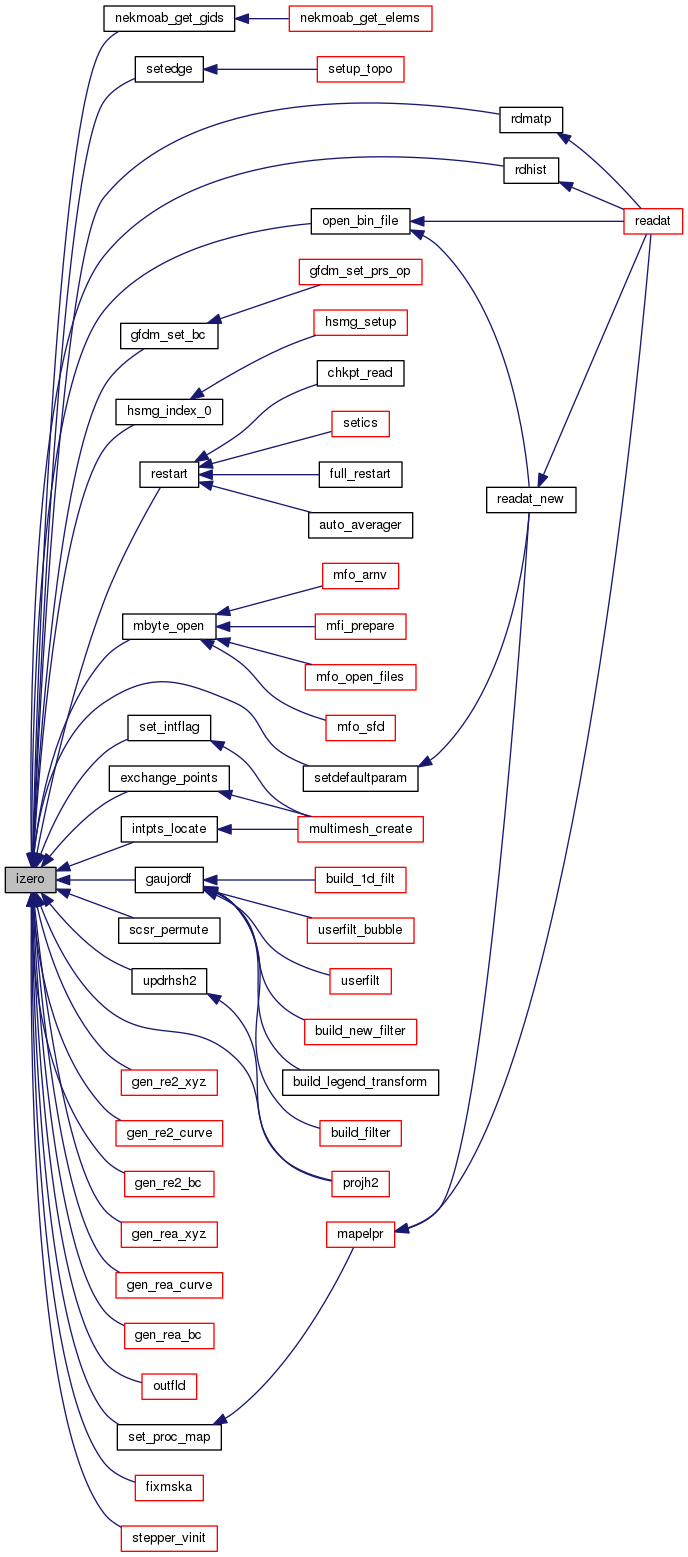 nekmoab_get_gids
nekmoab_get_elems
setedge
setup_topo
rdmatp
rdhist
open_bin_file
readat
gfdm_set_prs_op
gfdm_set_bc
hsmg_setup
chkpt_read
hsmg_index_0
setics
restart
full_restart
readat_new
auto_averager
mfo_arnv
mbyte_open
mfi_prepare
mfo_open_files
set_intflag
mfo_sfd
exchange_points
setdefaultparam
intpts_locate
multimesh_create
izero
gaujordf
build_1d_filt
scsr_permute
userfilt_bubble
updrhsh2
userfilt
build_new_filter
gen_re2_xyz
build_legend_transform
gen_re2_curve
build_filter
gen_re2_bc
projh2
gen_rea_xyz
mapelpr
gen_rea_curve
gen_rea_bc
outfld
set_proc_map
fixmska
stepper_vinit